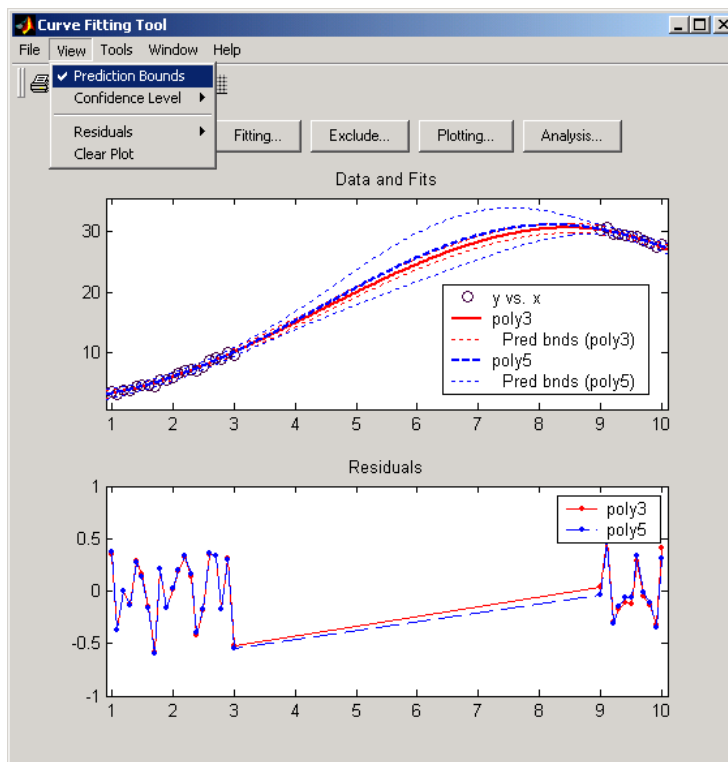 Curve Fitting Tool
File View Tools Window Help
Prediction Bounds
Confidence Level
Residuals
Clear Plot
Fitting... Exclude... Plotting... Analysis...
Data and Fits
30
20
10
y vs. x
poly3
Pred bnds (poly3)
poly5
Pred bnds (poly5)
1 2 3 4 5 6 7 8 9 10
Residuals
1
0.5
0
-0.5
-1
poly3
poly5
1 2 3 4 5 6 7 8 9 10